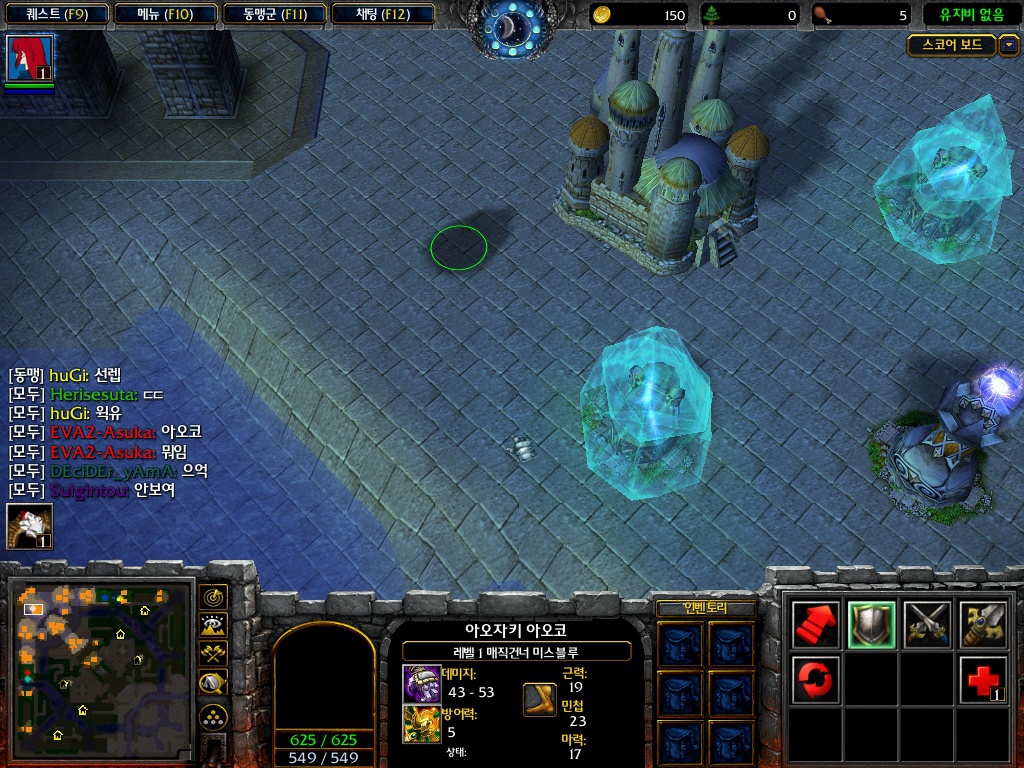 퀘스트 (F9) 메뉴 (F10) 동맹군 (F11) 채팅 (F12) 150 0 5 유지비 없음
스코어 보드
1
[동맹] huGi: 선렙
[모두] Herisesuta: ㄸㄷ
[모두] huGi: 웍유
[모두] EVA2-Asuka: 아오코
[모두] EVA2-Asuka: 뭐임
[모두] DEciDEr_yAmA: 으억
[모두] Suigintou: 안보여
1
아오자키 아오코
레벨 1 매직건너 미스블루
데미지:
43 - 53
방어력:
5
상태:
근력:
19
민첩
23
마력:
17
625 / 625
549 / 549
인벤토리
1